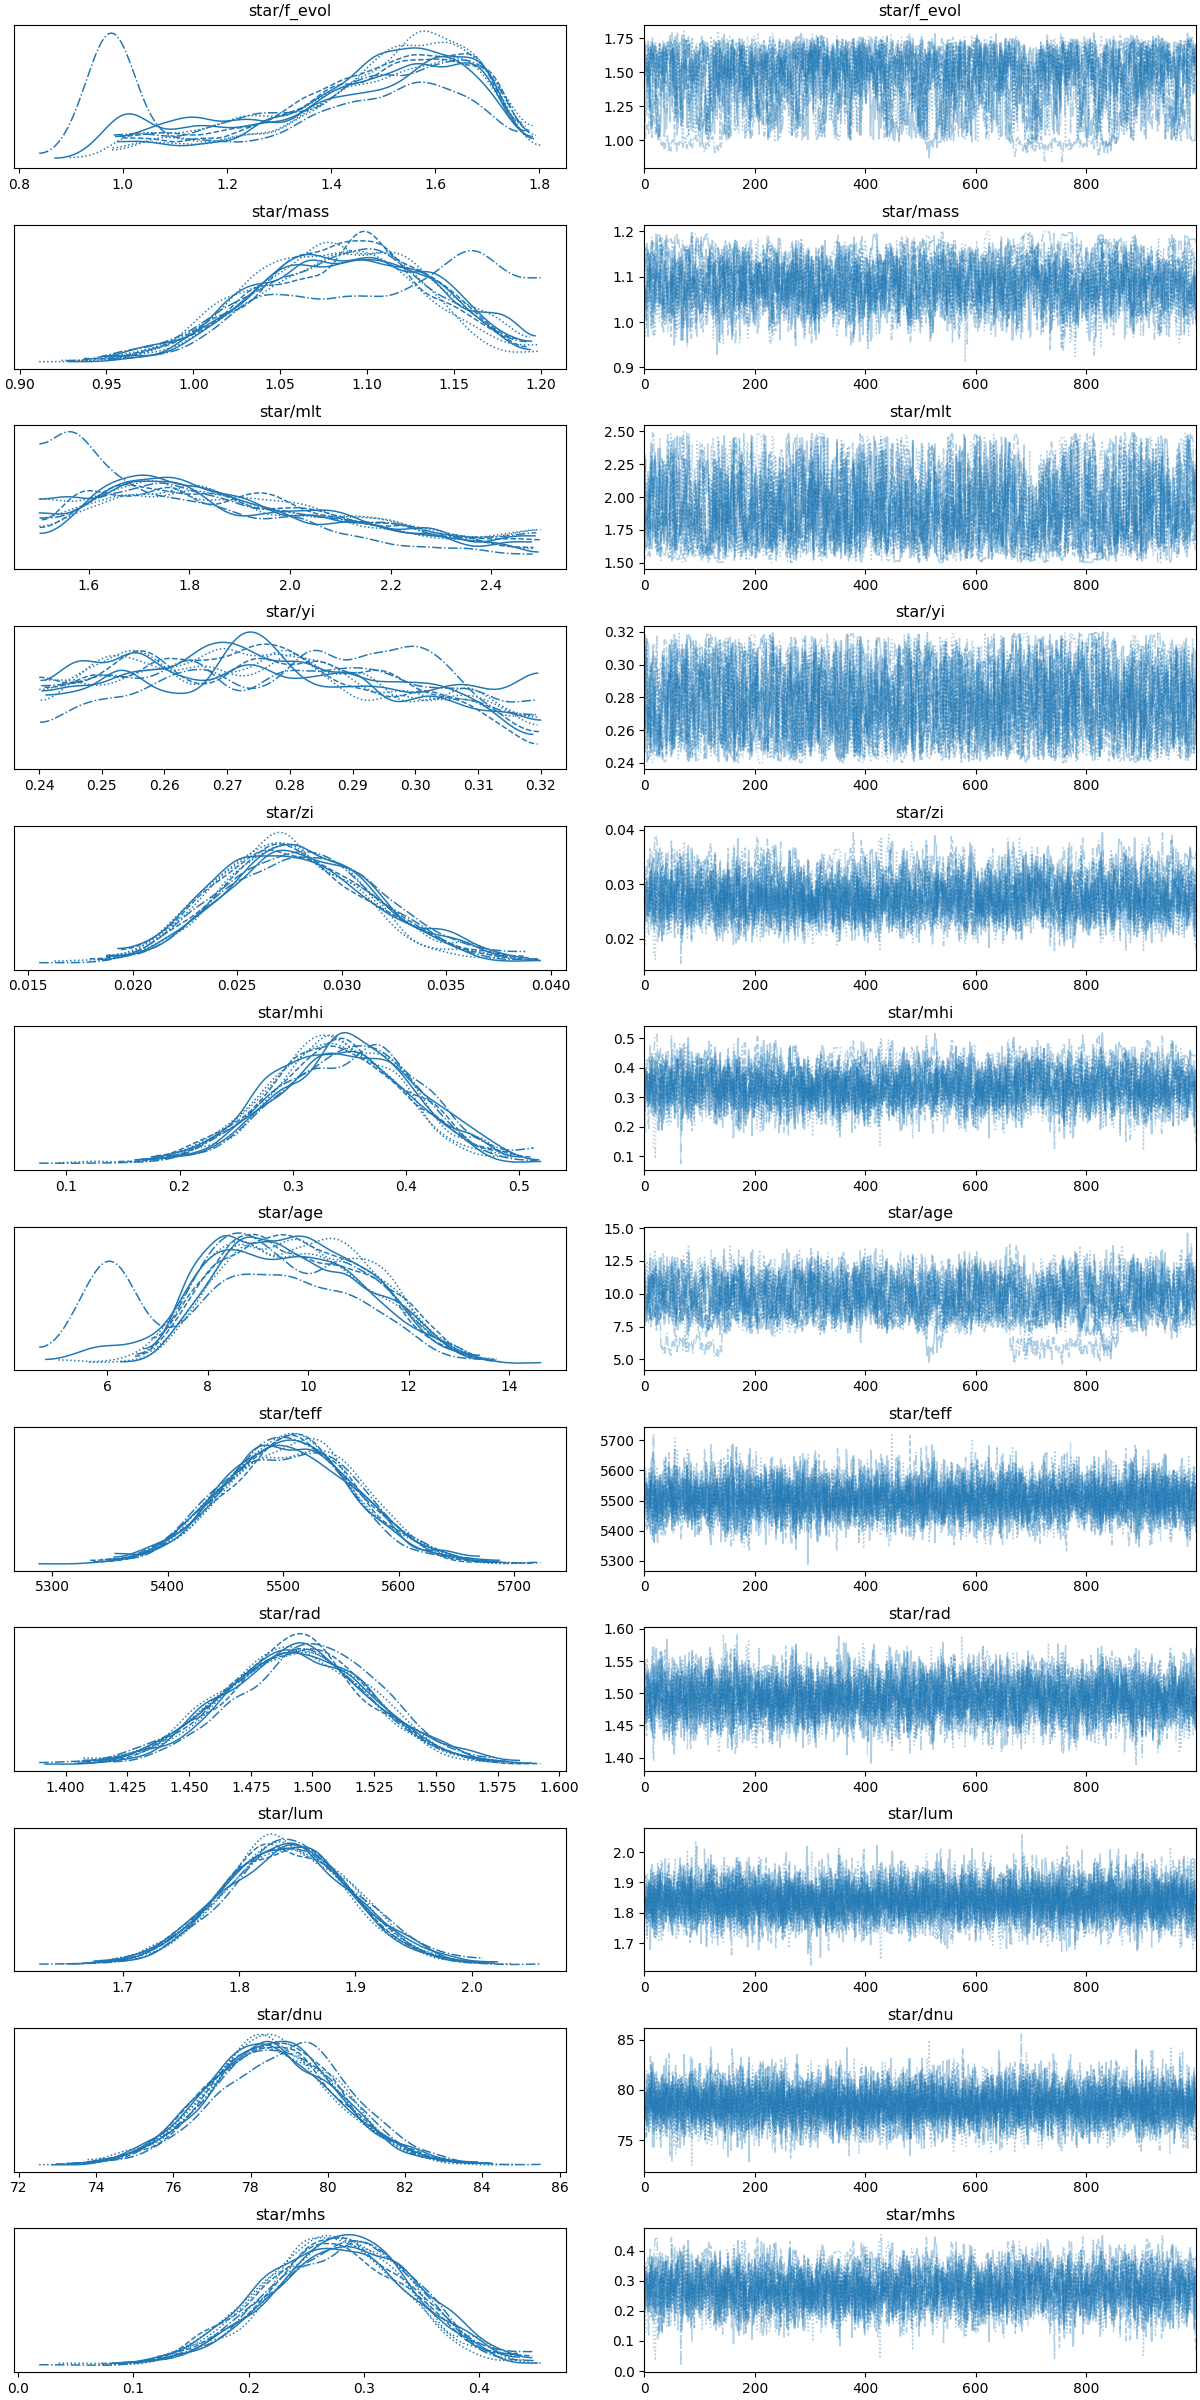 star/f_evol star/f_evol
1.75
1.50
1.25
1.00
0.8 1.0 1.2 1.4 1.6 1.8 0 200 400 600 800
star/mass star/mass
1.2
1.1
1.0
0.9
0.90 0.95 1.00 1.05 1.10 1.15 1.20 0 200 400 600 800
star/mlt star/mlt
2.50
2.25
2.00
1.75
1.50
1.6 1.8 2.0 2.2 2.4 0 200 400 600 800
star/yi star/yi
0.32
0.30
0.28
0.26
0.24
0.24 0.25 0.26 0.27 0.28 0.29 0.30 0.31 0.32 0 200 400 600 800
star/zi star/zi
0.04
0.03
0.02
0.015 0.020 0.025 0.030 0.035 0.040 0 200 400 600 800
star/mhi star/mhi
0.5
0.4
0.3
0.2
0.1
0.1 0.2 0.3 0.4 0.5 0 200 400 600 800
star/age star/age
15.0
12.5
10.0
7.5
5.0
6 8 10 12 14 0 200 400 600 800
star/teff star/teff
5700
5600
5500
5400
5300
5300 5400 5500 5600 5700 0 200 400 600 800
star/rad star/rad
1.60
1.55
1.50
1.45
1.40
1.400 1.425 1.450 1.475 1.500 1.525 1.550 1.575 1.600 0 200 400 600 800
star/lum star/lum
2.0
1.9
1.8
1.7
1.7 1.8 1.9 2.0 0 200 400 600 800
star/dnu star/dnu
85
80
75
72 74 76 78 80 82 84 86 0 200 400 600 800
star/mhs star/mhs
0.4
0.3
0.2
0.1
0.0
0.0 0.1 0.2 0.3 0.4 0 200 400 600 800